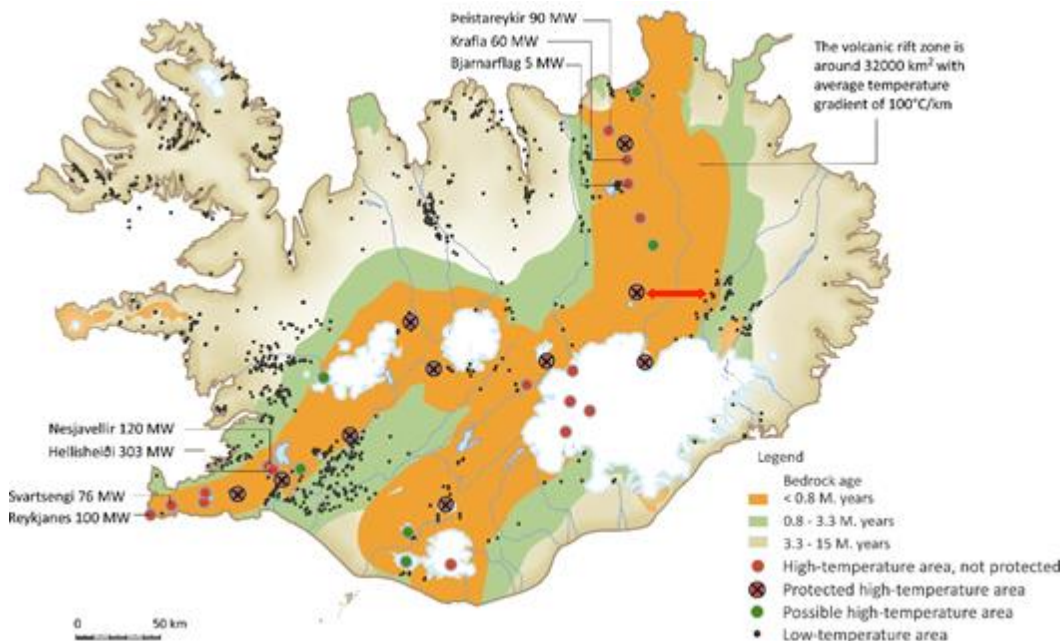 Þeistareykir 90 MW
Krafla 60 MW
Bjarnarflag 5 MW
The volcanic rift zone is
around 32000 km² with
average temperature
gradient of 100°C/km
Nesjavellir 120 MW
Hellisheiði 303 MW
Svartsengi 76 MW
Reykjanes 100 MW
Legend
Bedrock age
< 0.8 M. years
0.8 - 3.3 M. years
3.3 - 15 M. years
High-temperature area, not protected
Protected high-temperature area
Possible high-temperature area
Low-temperature area
0 50 km